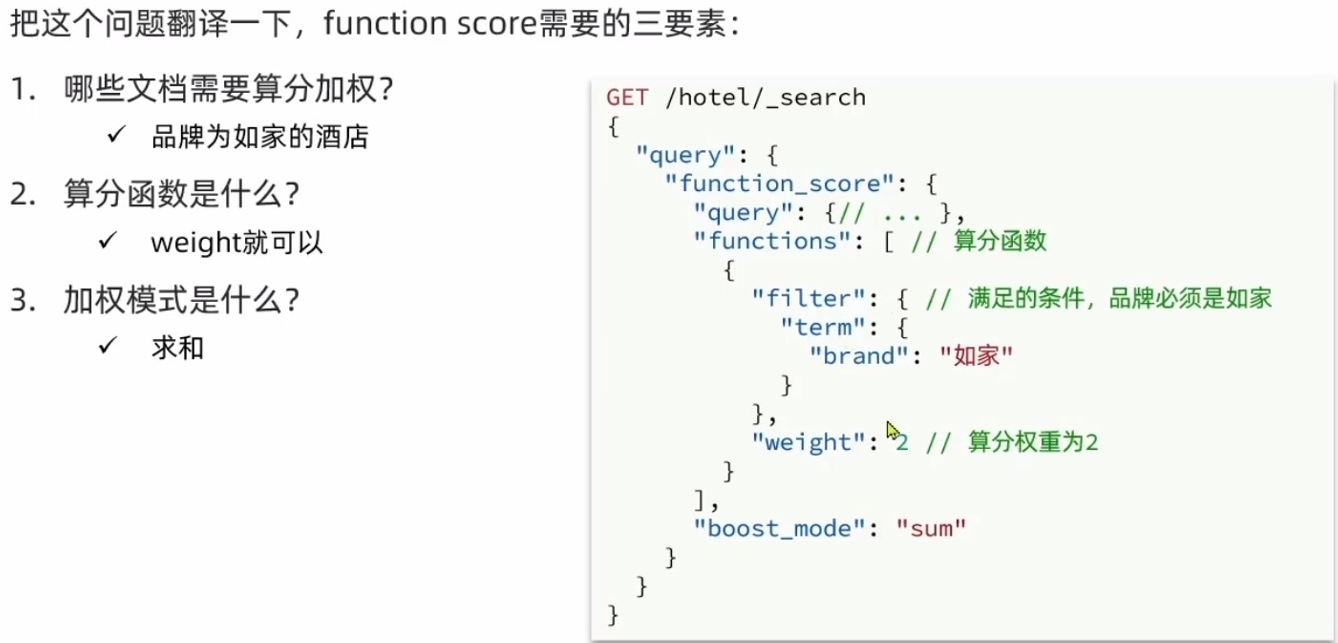 把这个问题翻译一下，function score需要的三要素：
1. 哪些文档需要算分加权？
✓ 品牌为如家的酒店
2. 算分函数是什么？
✓ weight就可以
3. 加权模式是什么？
✓ 求和
GET /hotel/_search
{
  "query": {
    "function_score": {
      "query": {// ... },
      "functions": [ // 算分函数
        {
          "filter": { // 满足的条件，品牌必须是如家
            "term": {
              "brand": "如家"
            }
          },
          "weight": 2 // 算分权重为2
        }
      ],
      "boost_mode": "sum"
    }
  }
}